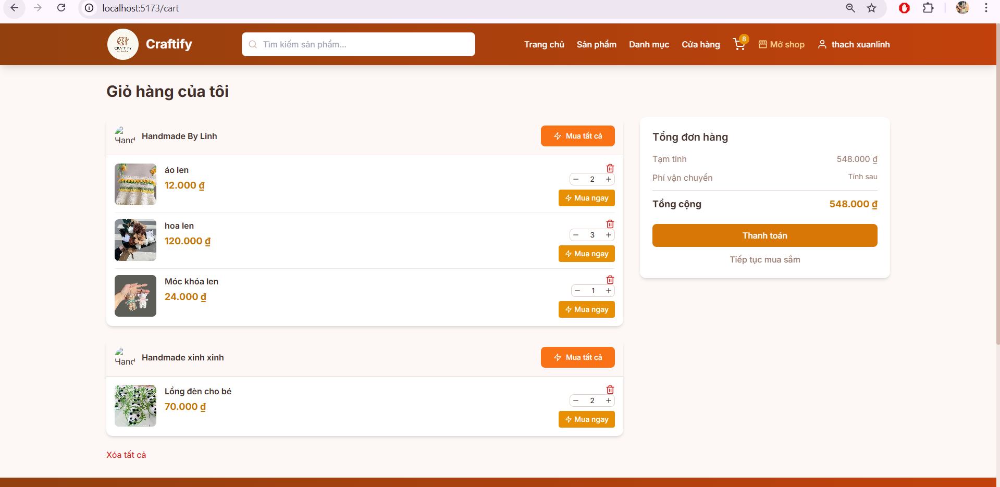 localhost:5173/cart
CRAFTIFY
Craftify
Tìm kiếm sản phẩm...
Trang chủ
Sản phẩm
Danh mục
Cửa hàng
8
Mở shop
thach xuanlinh
Giỏ hàng của tôi
Hand
Handmade By Linh
Mua tất cả
áo len
12.000 ₫
2
Mua ngay
hoa len
120.000 ₫
3
Mua ngay
Móc khóa len
24.000 ₫
1
Mua ngay
Hand
Handmade xinh xinh
Mua tất cả
Lồng đèn cho bé
70.000 ₫
2
Mua ngay
Xóa tất cả
Tổng đơn hàng
Tạm tính
548.000 ₫
Phí vận chuyển
Tính sau
Tổng cộng
548.000 ₫
Thanh toán
Tiếp tục mua sắm